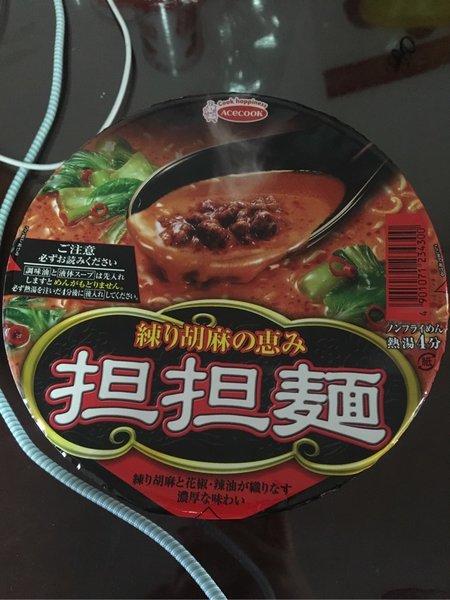 Cook happiness
ACECOOK
ご注意
必ずお読みください
調味油と液体スープは先入れ
しますとめんがもどりません。
必ず熱湯を注いだ4分後に後入れしてください。
4901071234300
ノンフライめん
熱湯4分
紙
練り胡麻の恵み
担担麺
練り胡麻と花椒・辣油が織りなす
濃厚な味わい